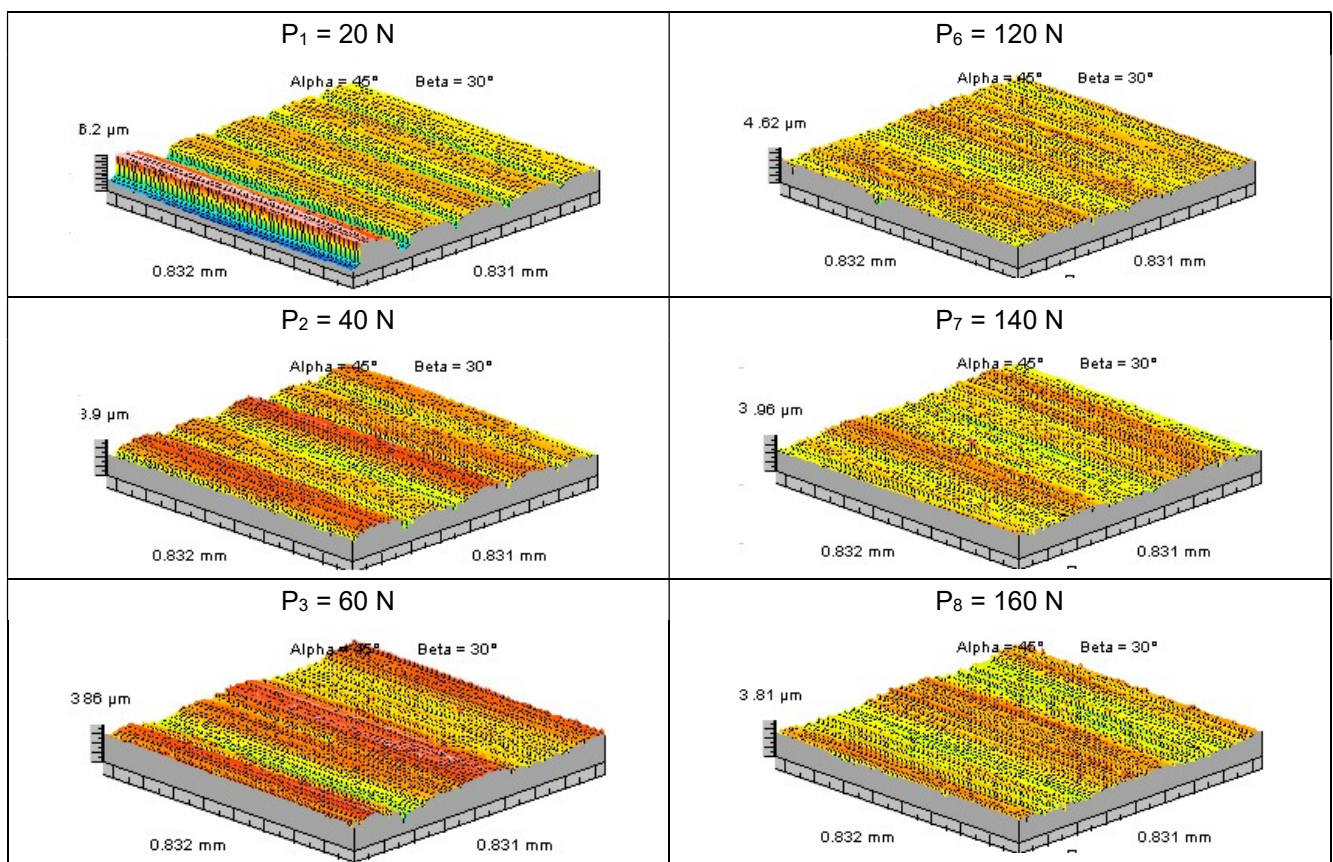 P₁ = 20 N
Alpha = 45° Beta = 30°
8.2 µm
0.832 mm 0.831 mm
P₆ = 120 N
Alpha = 45° Beta = 30°
4.62 µm
0.832 mm 0.831 mm
P₂ = 40 N
Alpha = 45° Beta = 30°
3.9 µm
0.832 mm 0.831 mm
P₇ = 140 N
Alpha = 45° Beta = 30°
3.96 µm
0.832 mm 0.831 mm
P₃ = 60 N
Alpha = 45° Beta = 30°
3.86 µm
0.832 mm 0.831 mm
P₈ = 160 N
Alpha = 45° Beta = 30°
3.81 µm
0.832 mm 0.831 mm